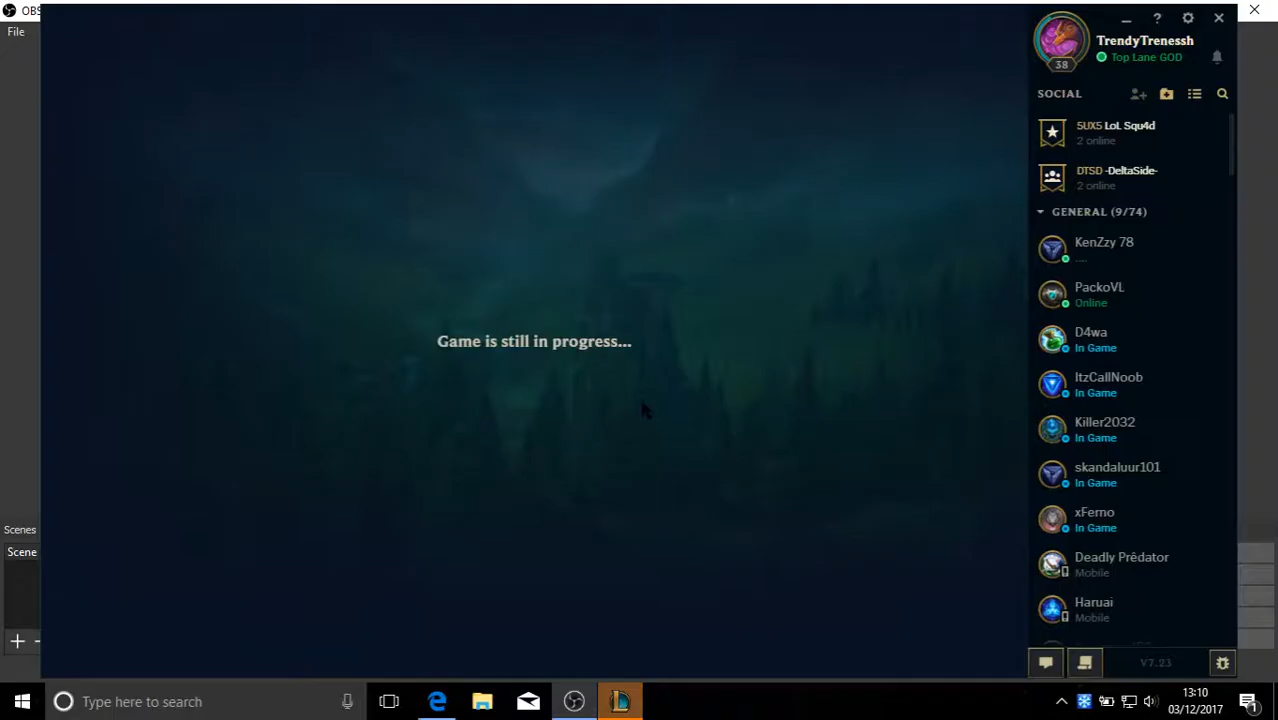 OBS
File
TrendyTrenessh
38
Top Lane GOD
SOCIAL
5UX5 LoL Squ4d
2 online
DTSD -DeltaSide-
2 online
GENERAL (9/74)
KenZzy 78
....
PackoVL
Online
D4wa
In Game
ItzCallNoob
In Game
Killer2032
In Game
skandaluur101
In Game
xFerno
In Game
Deadly Prêdator
Mobile
Haruai
Mobile
Game is still in progress...
Scenes
Scene
V7.23
Type here to search
13:10
03/12/2017
1